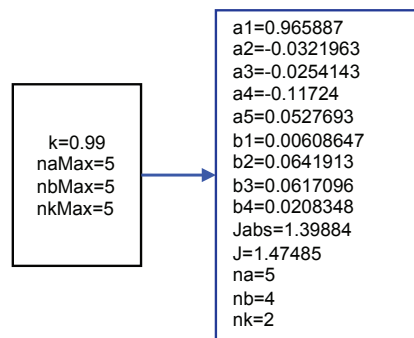 k=0.99
naMax=5
nbMax=5
nkMax=5
a1=0.965887
a2=-0.0321963
a3=-0.0254143
a4=-0.11724
a5=0.0527693
b1=0.00608647
b2=0.0641913
b3=0.0617096
b4=0.0208348
Jabs=1.39884
J=1.47485
na=5
nb=4
nk=2